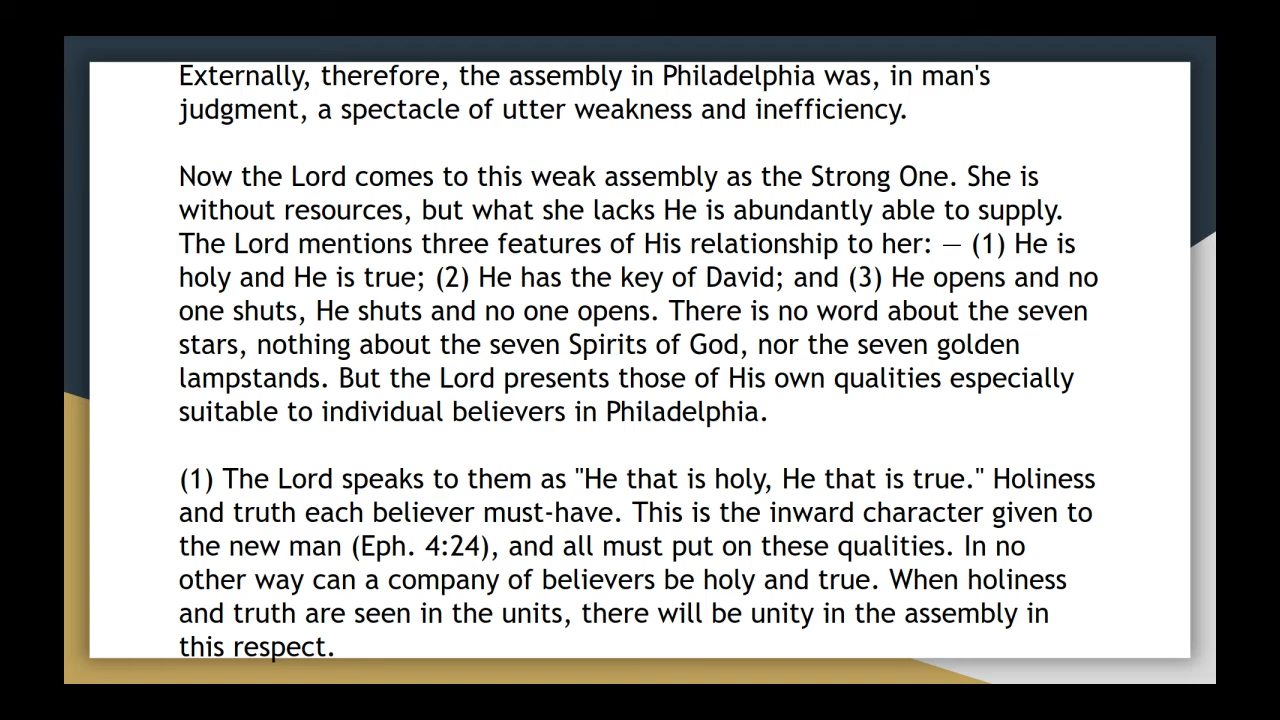 Externally, therefore, the assembly in Philadelphia was, in man's
judgment, a spectacle of utter weakness and inefficiency.
Now the Lord comes to this weak assembly as the Strong One. She is
without resources, but what she lacks He is abundantly able to supply.
The Lord mentions three features of His relationship to her: — (1) He is
holy and He is true; (2) He has the key of David; and (3) He opens and no
one shuts, He shuts and no one opens. There is no word about the seven
stars, nothing about the seven Spirits of God, nor the seven golden
lampstands. But the Lord presents those of His own qualities especially
suitable to individual believers in Philadelphia.
(1) The Lord speaks to them as "He that is holy, He that is true." Holiness
and truth each believer must-have. This is the inward character given to
the new man (Eph. 4:24), and all must put on these qualities. In no
other way can a company of believers be holy and true. When holiness
and truth are seen in the units, there will be unity in the assembly in
this respect.